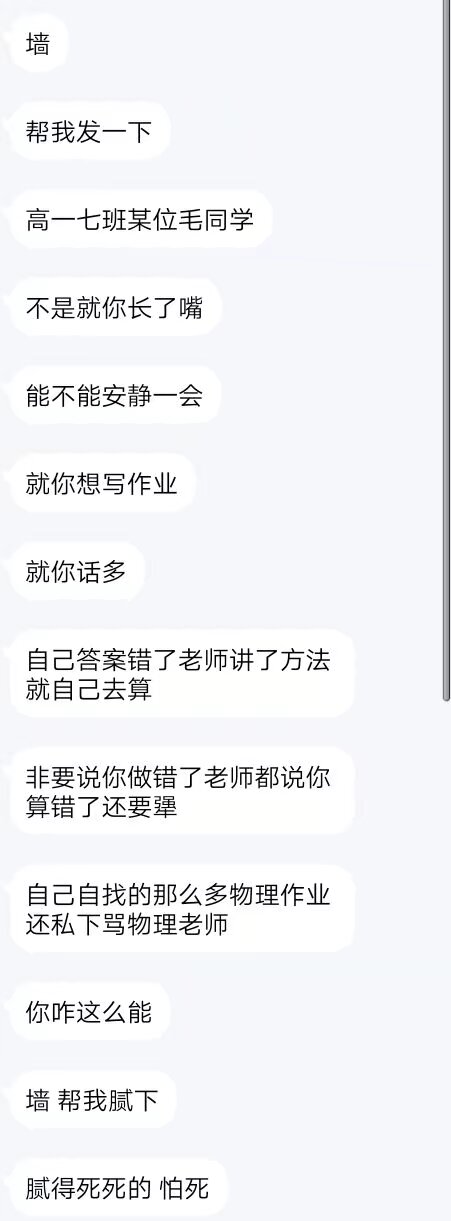 墙
帮我发一下
高一七班某位毛同学
不是就你长了嘴
能不能安静一会
就你想写作业
就你话多
自己答案错了老师讲了方法
就自己去算
非要说你做错了老师都说你
算错了还要犟
自己自找的那么多物理作业
还私下骂物理老师
你咋这么能
墙 帮我腻下
腻得死死的 怕死